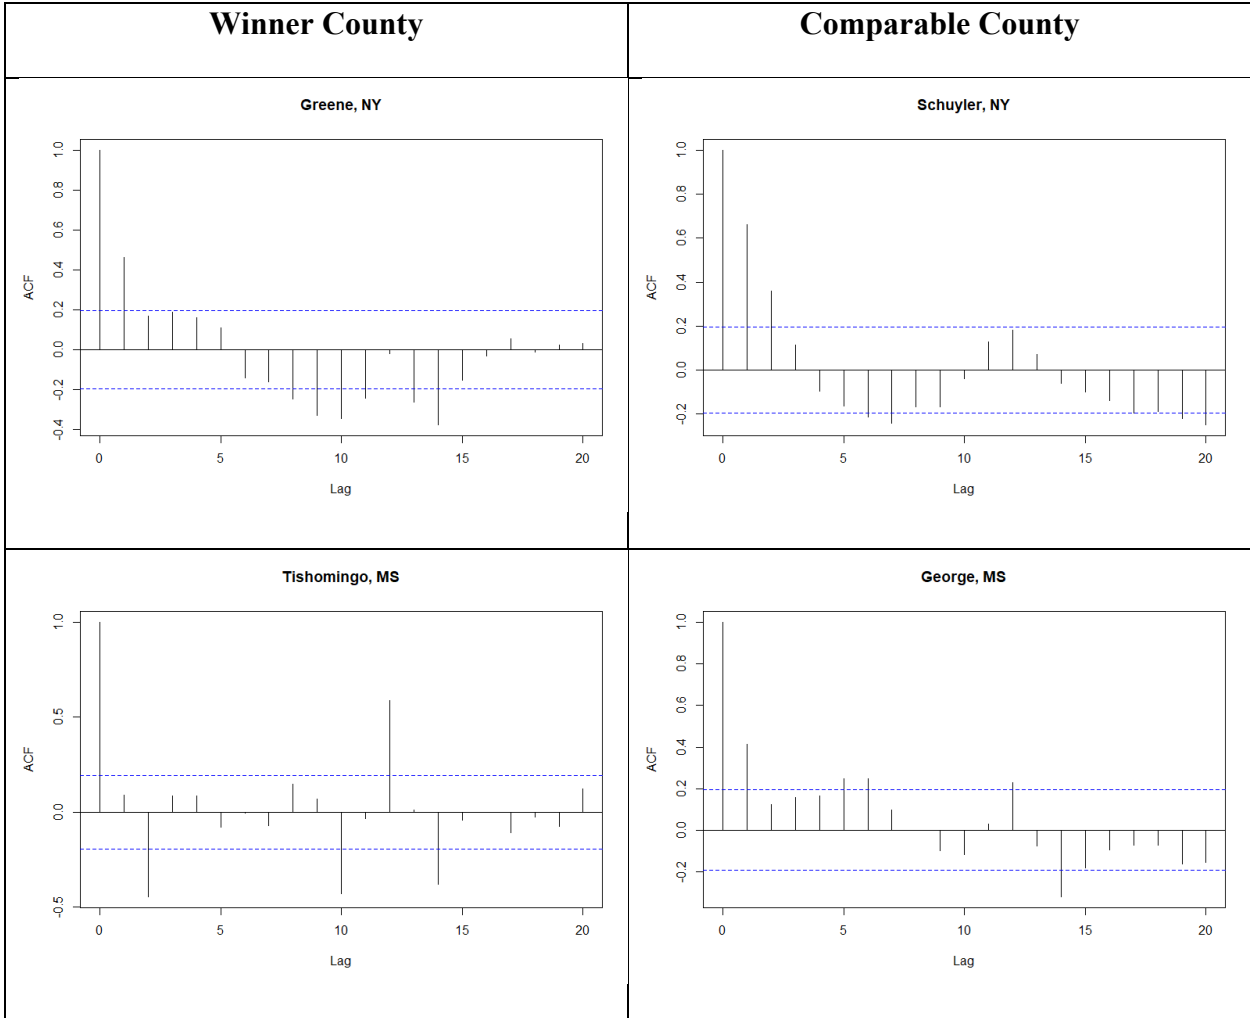 Winner County
Comparable County
Greene, NY
ACF
1.0
0.8
0.6
0.4
0.2
0.0
-0.2
-0.4
0 5 10 15 20
Lag
Schuyler, NY
ACF
1.0
0.8
0.6
0.4
0.2
0.0
-0.2
0 5 10 15 20
Lag
Tishomingo, MS
ACF
1.0
0.5
0.0
-0.5
0 5 10 15 20
Lag
George, MS
ACF
1.0
0.8
0.6
0.4
0.2
0.0
-0.2
0 5 10 15 20
Lag